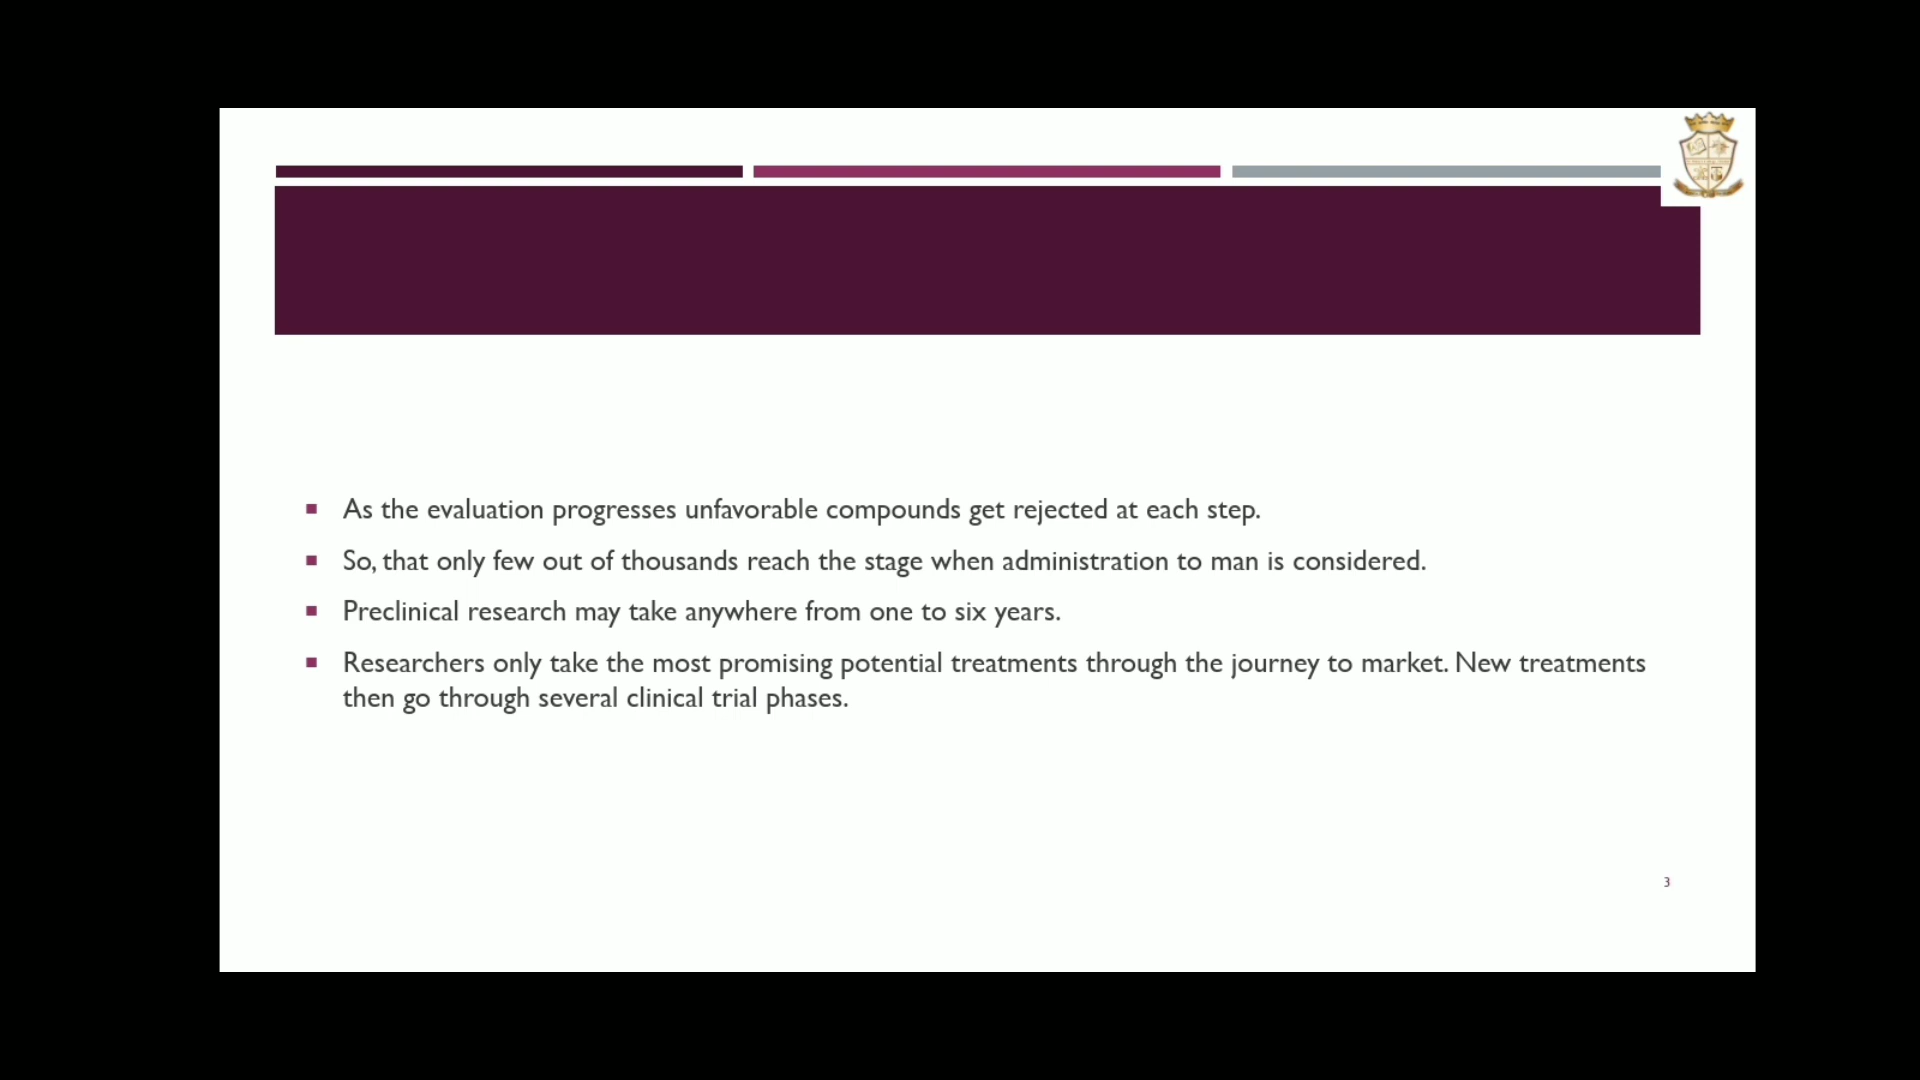 As the evaluation progresses unfavorable compounds get rejected at each step.
So, that only few out of thousands reach the stage when administration to man is considered.
Preclinical research may take anywhere from one to six years.
Researchers only take the most promising potential treatments through the journey to market. New treatments
then go through several clinical trial phases.
3